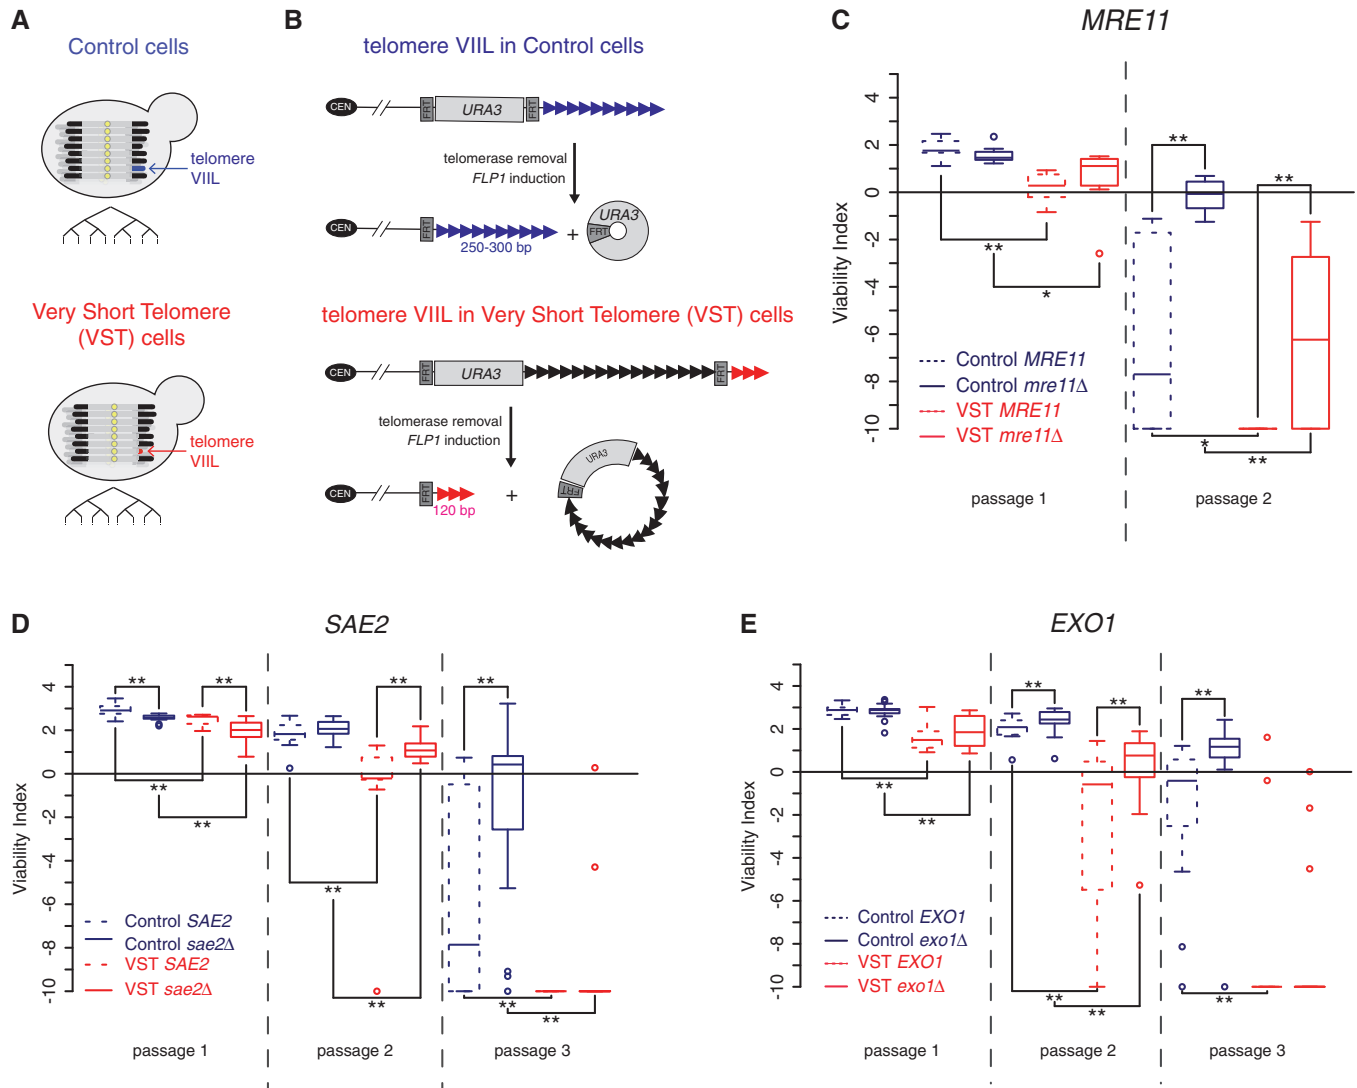 A
Control cells
telomere
VIIL
Very Short Telomere
(VST) cells
telomere
VIIL
B
telomere VIIL in Control cells
CEN
FRT
URA3
FRT
telomerase removal
FLP1 induction
CEN
FRT
250-300 bp
+
URA3
FRT
telomere VIIL in Very Short Telomere (VST) cells
CEN
FRT
URA3
FRT
telomerase removal
FLP1 induction
CEN
FRT
120 bp
+
URA3
FRT
C
MRE11
Viability Index
4
2
0
-2
-4
-6
-8
-10
**
*
**
**
*
**
Control MRE11
Control mre11Δ
VST MRE11
VST mre11Δ
passage 1
passage 2
D
SAE2
Viability Index
4
2
0
-2
-4
-6
-8
-10
**
**
**
**
**
**
**
**
**
**
Control SAE2
Control sae2Δ
VST SAE2
VST sae2Δ
passage 1
passage 2
passage 3
E
EXO1
Viability Index
4
2
0
-2
-4
-6
-8
-10
**
**
**
**
**
**
**
**
Control EXO1
Control exo1Δ
VST EXO1
VST exo1Δ
passage 1
passage 2
passage 3